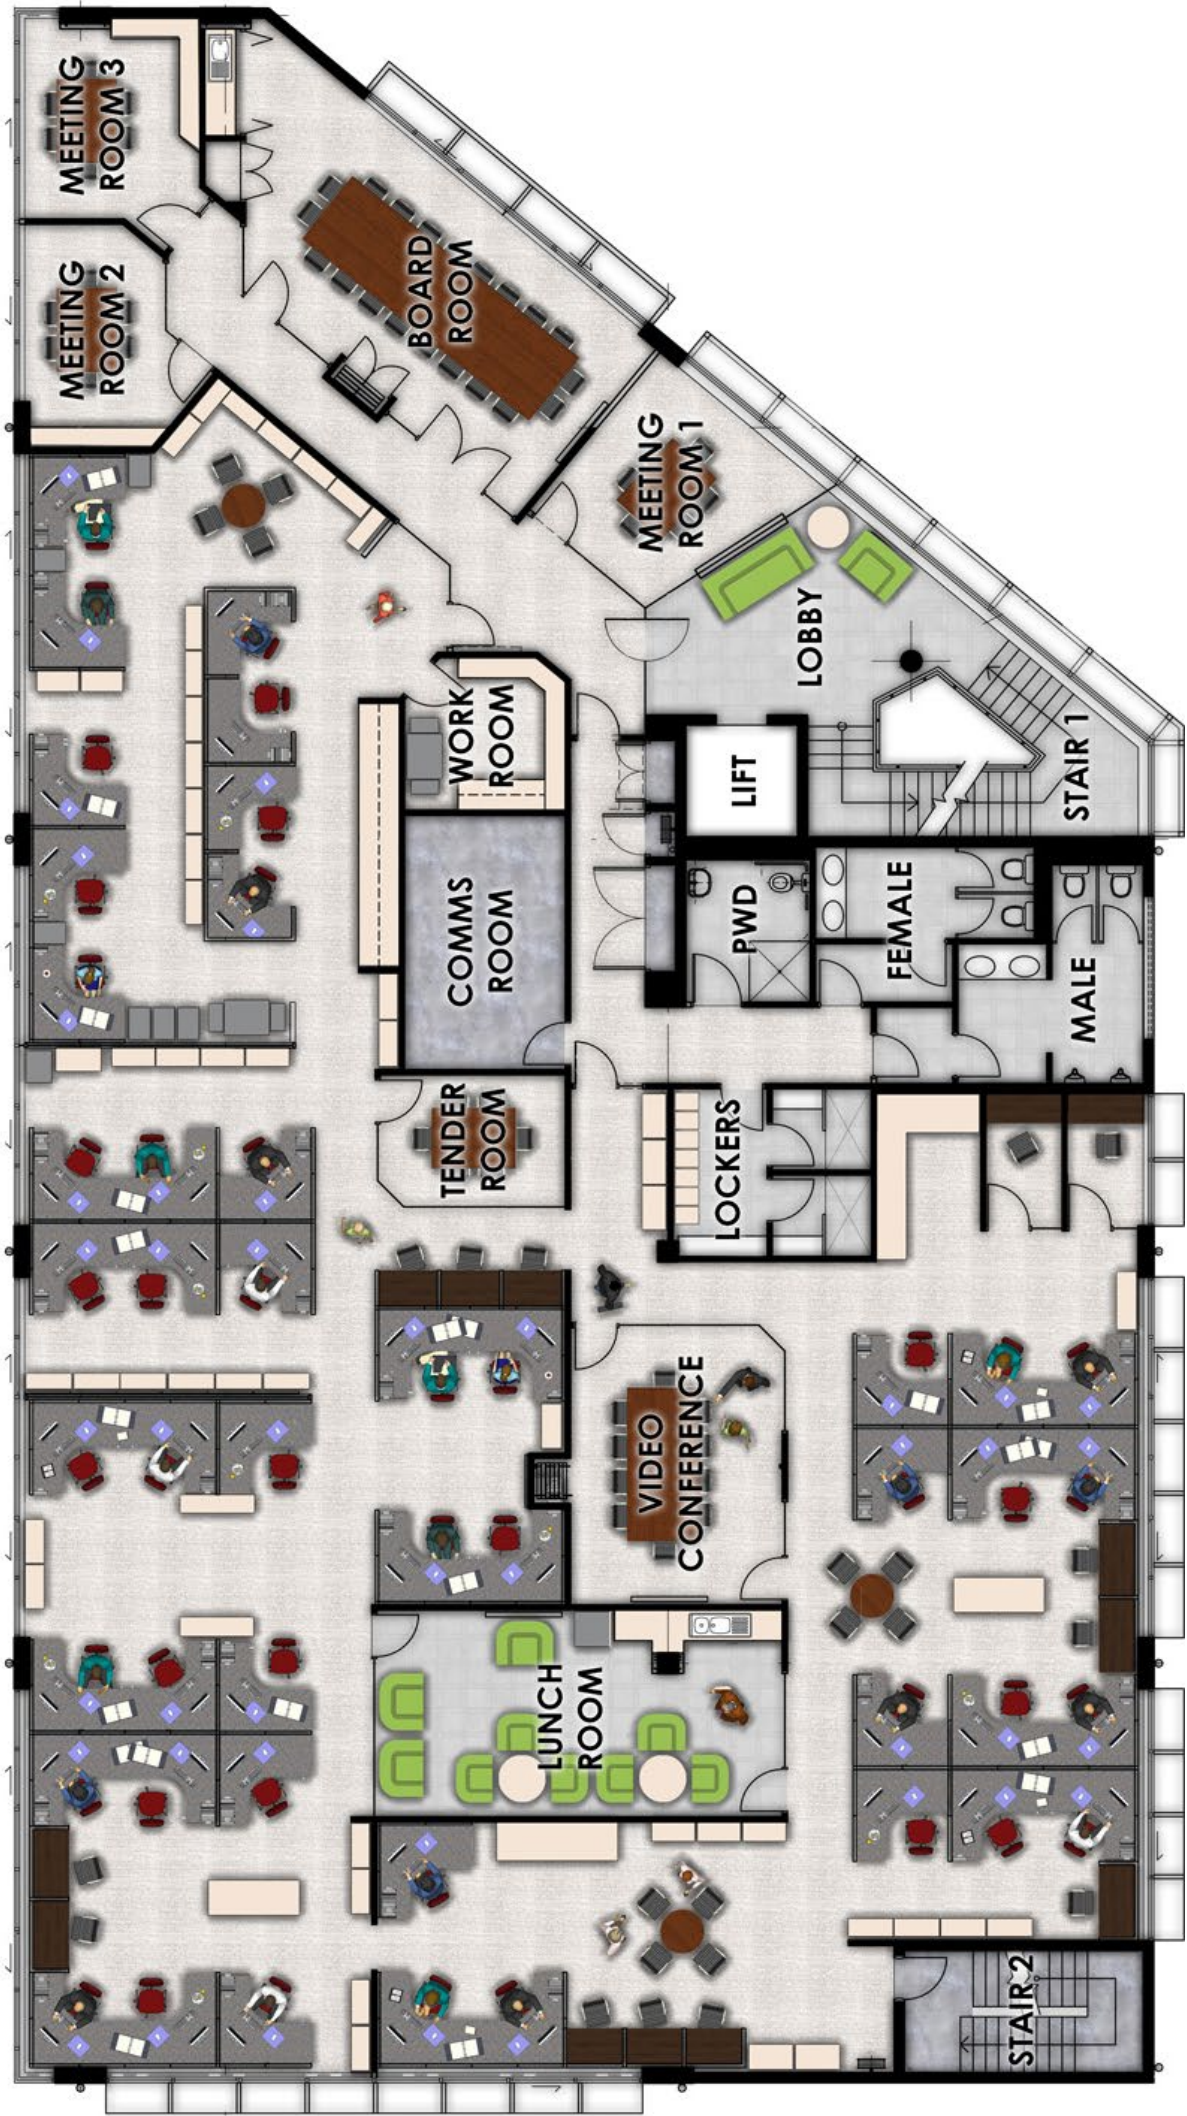 MEETING
ROOM 3
MEETING
ROOM 2
BOARD
ROOM
MEETING
ROOM 1
LOBBY
WORK
ROOM
LIFT
STAIR 1
COMMS
ROOM
PWD
FEMALE
MALE
TENDER
ROOM
LOCKERS
VIDEO
CONFERENCE
LUNCH
ROOM
STAIR 2